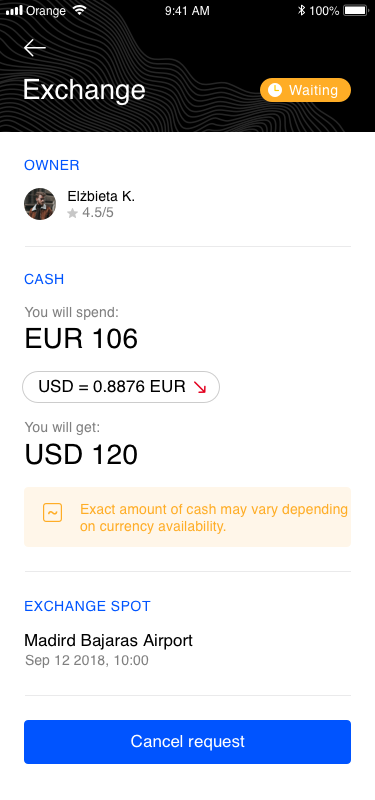 Orange 9:41 AM 100%
Exchange
Waiting
OWNER
Elżbieta K.
4.5/5
CASH
You will spend:
EUR 106
USD = 0.8876 EUR
You will get:
USD 120
Exact amount of cash may vary depending
on currency availability.
EXCHANGE SPOT
Madird Bajaras Airport
Sep 12 2018, 10:00
Cancel request